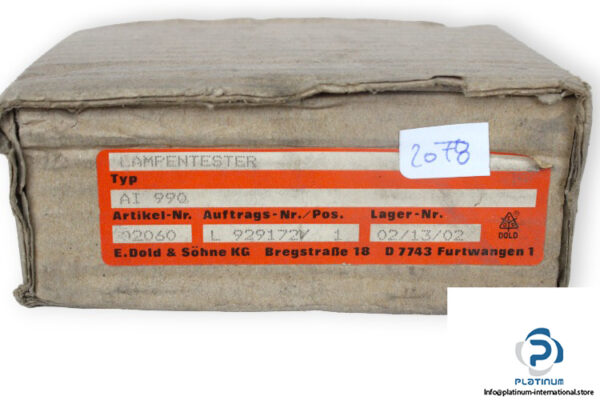 2078
LAMPENTESTER
Typ
AI 990
Artikel-Nr. Auftrags-Nr./Pos. Lager-Nr.
02060 L 929172/ 1 02/13/02
DOLD
E. Dold & Söhne KG Bregstraße 18 D 7743 Furtwangen 1
PLATINUM
Info@platinum-international.store